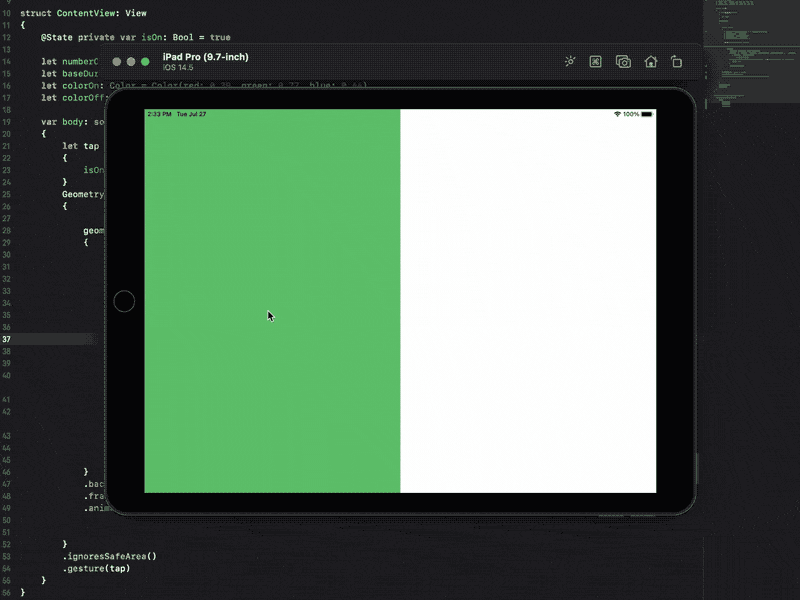 10 struct ContentView: View
11 {
12 @State private var isOn: Bool = true
13
iPad Pro (9.7-inch)
iOS 14.5
14 let numberO
15 let baseDur
16 let colorOn: Color = Color(red: 0.39, green: 0.77, blue: 0.44)
17 let colorOff:
18
2:33 PM Tue Jul 27
100%
19 var body: so
20 {
21 let tap
22 {
23 isOn
24 }
25 Geometry
26 {
27
28 geom
29 {
30
31
32
33
34
35
36
37
38
39
40
41
42
43
44
45
46 }
47 .bac
48 .fra
49 .anim
50
51
52 }
53 .ignoresSafeArea()
54 .gesture(tap)
55 }
56 }